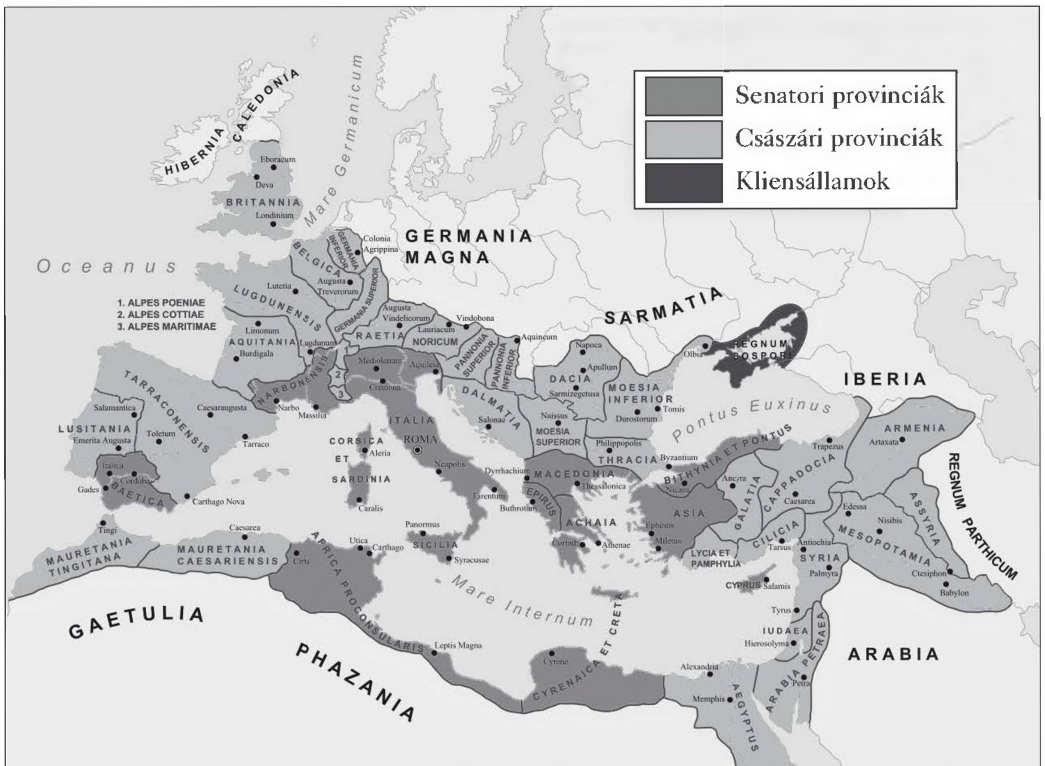 Senatori provinciák
Császári provinciák
Kliensállamok
HIBERNIA
CALEDONIA
Mare Germanicum
Eboracum
Deva
BRITANNIA
Londinium
Oceanus
GERMANIA
MAGNA
GERMANIA
INFERIOR
Colonia
Agrippina
BELGICA
Augusta
Treverorum
Lutetia
LUGDUNENSIS
GERMANIA SUPERIOR
1. ALPES POENIAE
2. ALPES COTTIAE
3. ALPES MARITIMAE
Limonum
AQUITANIA
Burdigala
Lugdunum
NARBONENSIS
Narbo
Massilia
Augusta
Vindelicorum
RAETIA
Lauriacum
NORICUM
Vindobona
PANNONIA
SUPERIOR
PANNONIA
INFERIOR
Aquincum
SARMATIA
Olbia
REGNUM
BOSPORI
IBERIA
Napoca
Apullum
DACIA
Sarmizegetusa
MOESIA
INFERIOR
Durostorum
Tomis
Pontus Euxinus
Mediolanum
Aquileia
Cremona
2
3
ITALIA
ROMA
Neapolis
Tarentum
DALMATIA
Salonae
Naissus
MOESIA
SUPERIOR
Philippopolis
THRACIA
Byzantium
TARRACONENSIS
Salamantica
Caesaraugusta
LUSITANIA
Emerita Augusta
Toletum
Tarraco
Italica
Corduba
Gades
BAETICA
Carthago Nova
CORSICA
ET
SARDINIA
Aleria
Caralis
Dyrrhachium
MACEDONIA
Thessalonica
EPIRUS
Buthrotum
ACHAIA
Corinth
Athenae
BITHYNIA ET PONTUS
Nicaea
Trapezus
ARMENIA
Artaxata
Ancyra
GALATIA
CAPPADOCIA
Caesarea
ASIA
Ephesus
Miletus
LYCIA ET
PAMPHYLIA
CILICIA
Tarsus
Edessa
Nisibis
ASSYRIA
MESOPOTAMIA
REGNUM PARTHICUM
Antiochia
SYRIA
Palmyra
Ctesiphon
Babylon
CYPRUS
Salamis
Tingi
MAURETANIA
TINGITANA
Caesarea
MAURETANIA
CAESARIENSIS
Cirti
Utica
Carthago
AFRICA PROCONSULARIS
Panormus
SICILIA
Syracusae
Mare Internum
Leptis Magna
GAETULIA
PHAZANIA
Cyrene
CYRENAICA ET CRETA
Tyrus
IUDAEA
Hierosolyma
ARABIA PETRAEA
Petra
ARABIA
Alexandria
Memphis
AEGYPTUS